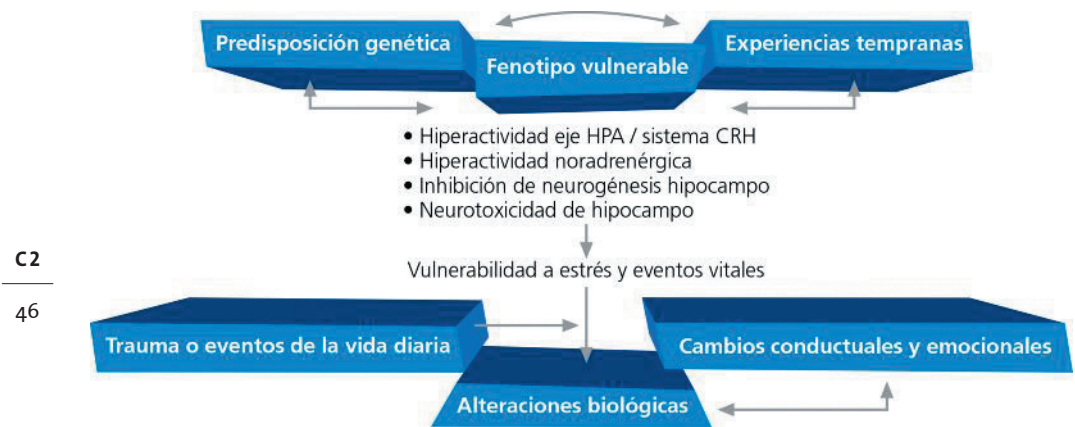 Predisposición genética
Fenotipo vulnerable
Experiencias tempranas
• Hiperactividad eje HPA / sistema CRH
• Hiperactividad noradrenérgica
• Inhibición de neurogénesis hipocampo
• Neurotoxicidad de hipocampo
C2
46
Vulnerabilidad a estrés y eventos vitales
Trauma o eventos de la vida diaria
Cambios conductuales y emocionales
Alteraciones biológicas